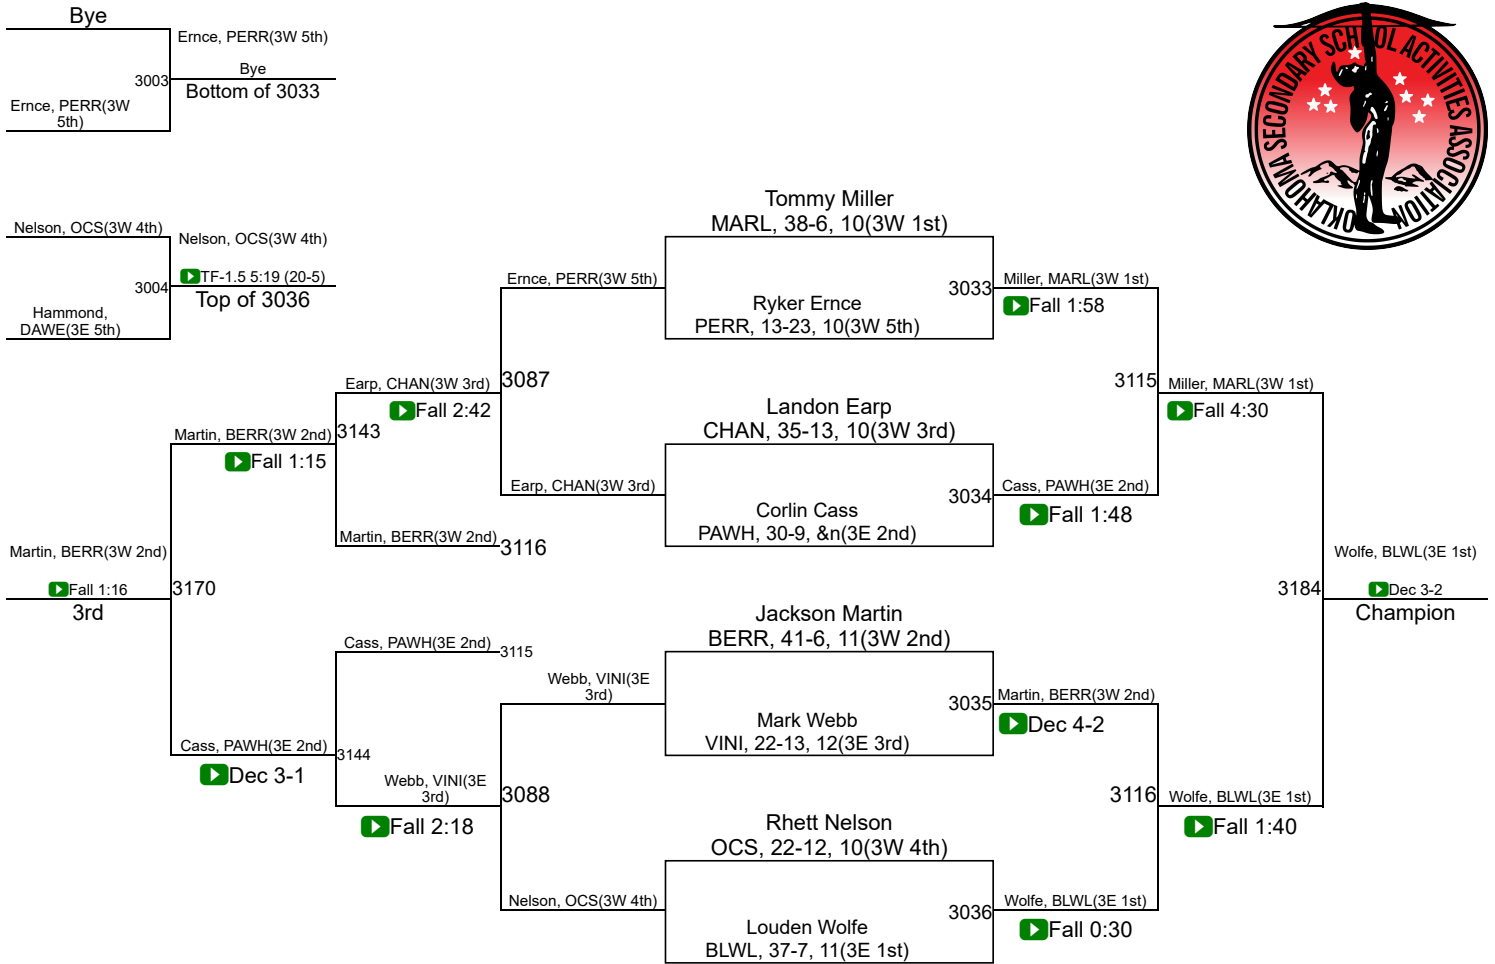 Bye
Ernce, PERR(3W 5th)
3003
Bye
Bottom of 3033
Ernce, PERR(3W
5th)
OKLAHOMA SECONDARY SCHOOL ACTIVITIES ASSOCIATION
Nelson, OCS(3W 4th)
Nelson, OCS(3W 4th)
3004
TF-1.5 5:19 (20-5)
Top of 3036
Hammond,
DAWE(3E 5th)
Tommy Miller
MARL, 38-6, 10(3W 1st)
Ernce, PERR(3W 5th)
3033
Miller, MARL(3W 1st)
Fall 1:58
Ryker Ernce
PERR, 13-23, 10(3W 5th)
Earp, CHAN(3W 3rd)
3087
Fall 2:42
3115
Miller, MARL(3W 1st)
Fall 4:30
Landon Earp
CHAN, 35-13, 10(3W 3rd)
Martin, BERR(3W 2nd)
3143
Fall 1:15
Earp, CHAN(3W 3rd)
3034
Cass, PAWH(3E 2nd)
Fall 1:48
Corlin Cass
PAWH, 30-9, &n(3E 2nd)
Martin, BERR(3W 2nd)
3116
Martin, BERR(3W 2nd)
Fall 1:16
3rd
3170
3184
Wolfe, BLWL(3E 1st)
Dec 3-2
Champion
Jackson Martin
BERR, 41-6, 11(3W 2nd)
Cass, PAWH(3E 2nd)
3115
Webb, VINI(3E
3rd)
3035
Martin, BERR(3W 2nd)
Dec 4-2
Mark Webb
VINI, 22-13, 12(3E 3rd)
Cass, PAWH(3E 2nd)
3144
Dec 3-1
Webb, VINI(3E
3rd)
3088
Fall 2:18
3116
Wolfe, BLWL(3E 1st)
Fall 1:40
Rhett Nelson
OCS, 22-12, 10(3W 4th)
Nelson, OCS(3W 4th)
3036
Wolfe, BLWL(3E 1st)
Fall 0:30
Louden Wolfe
BLWL, 37-7, 11(3E 1st)